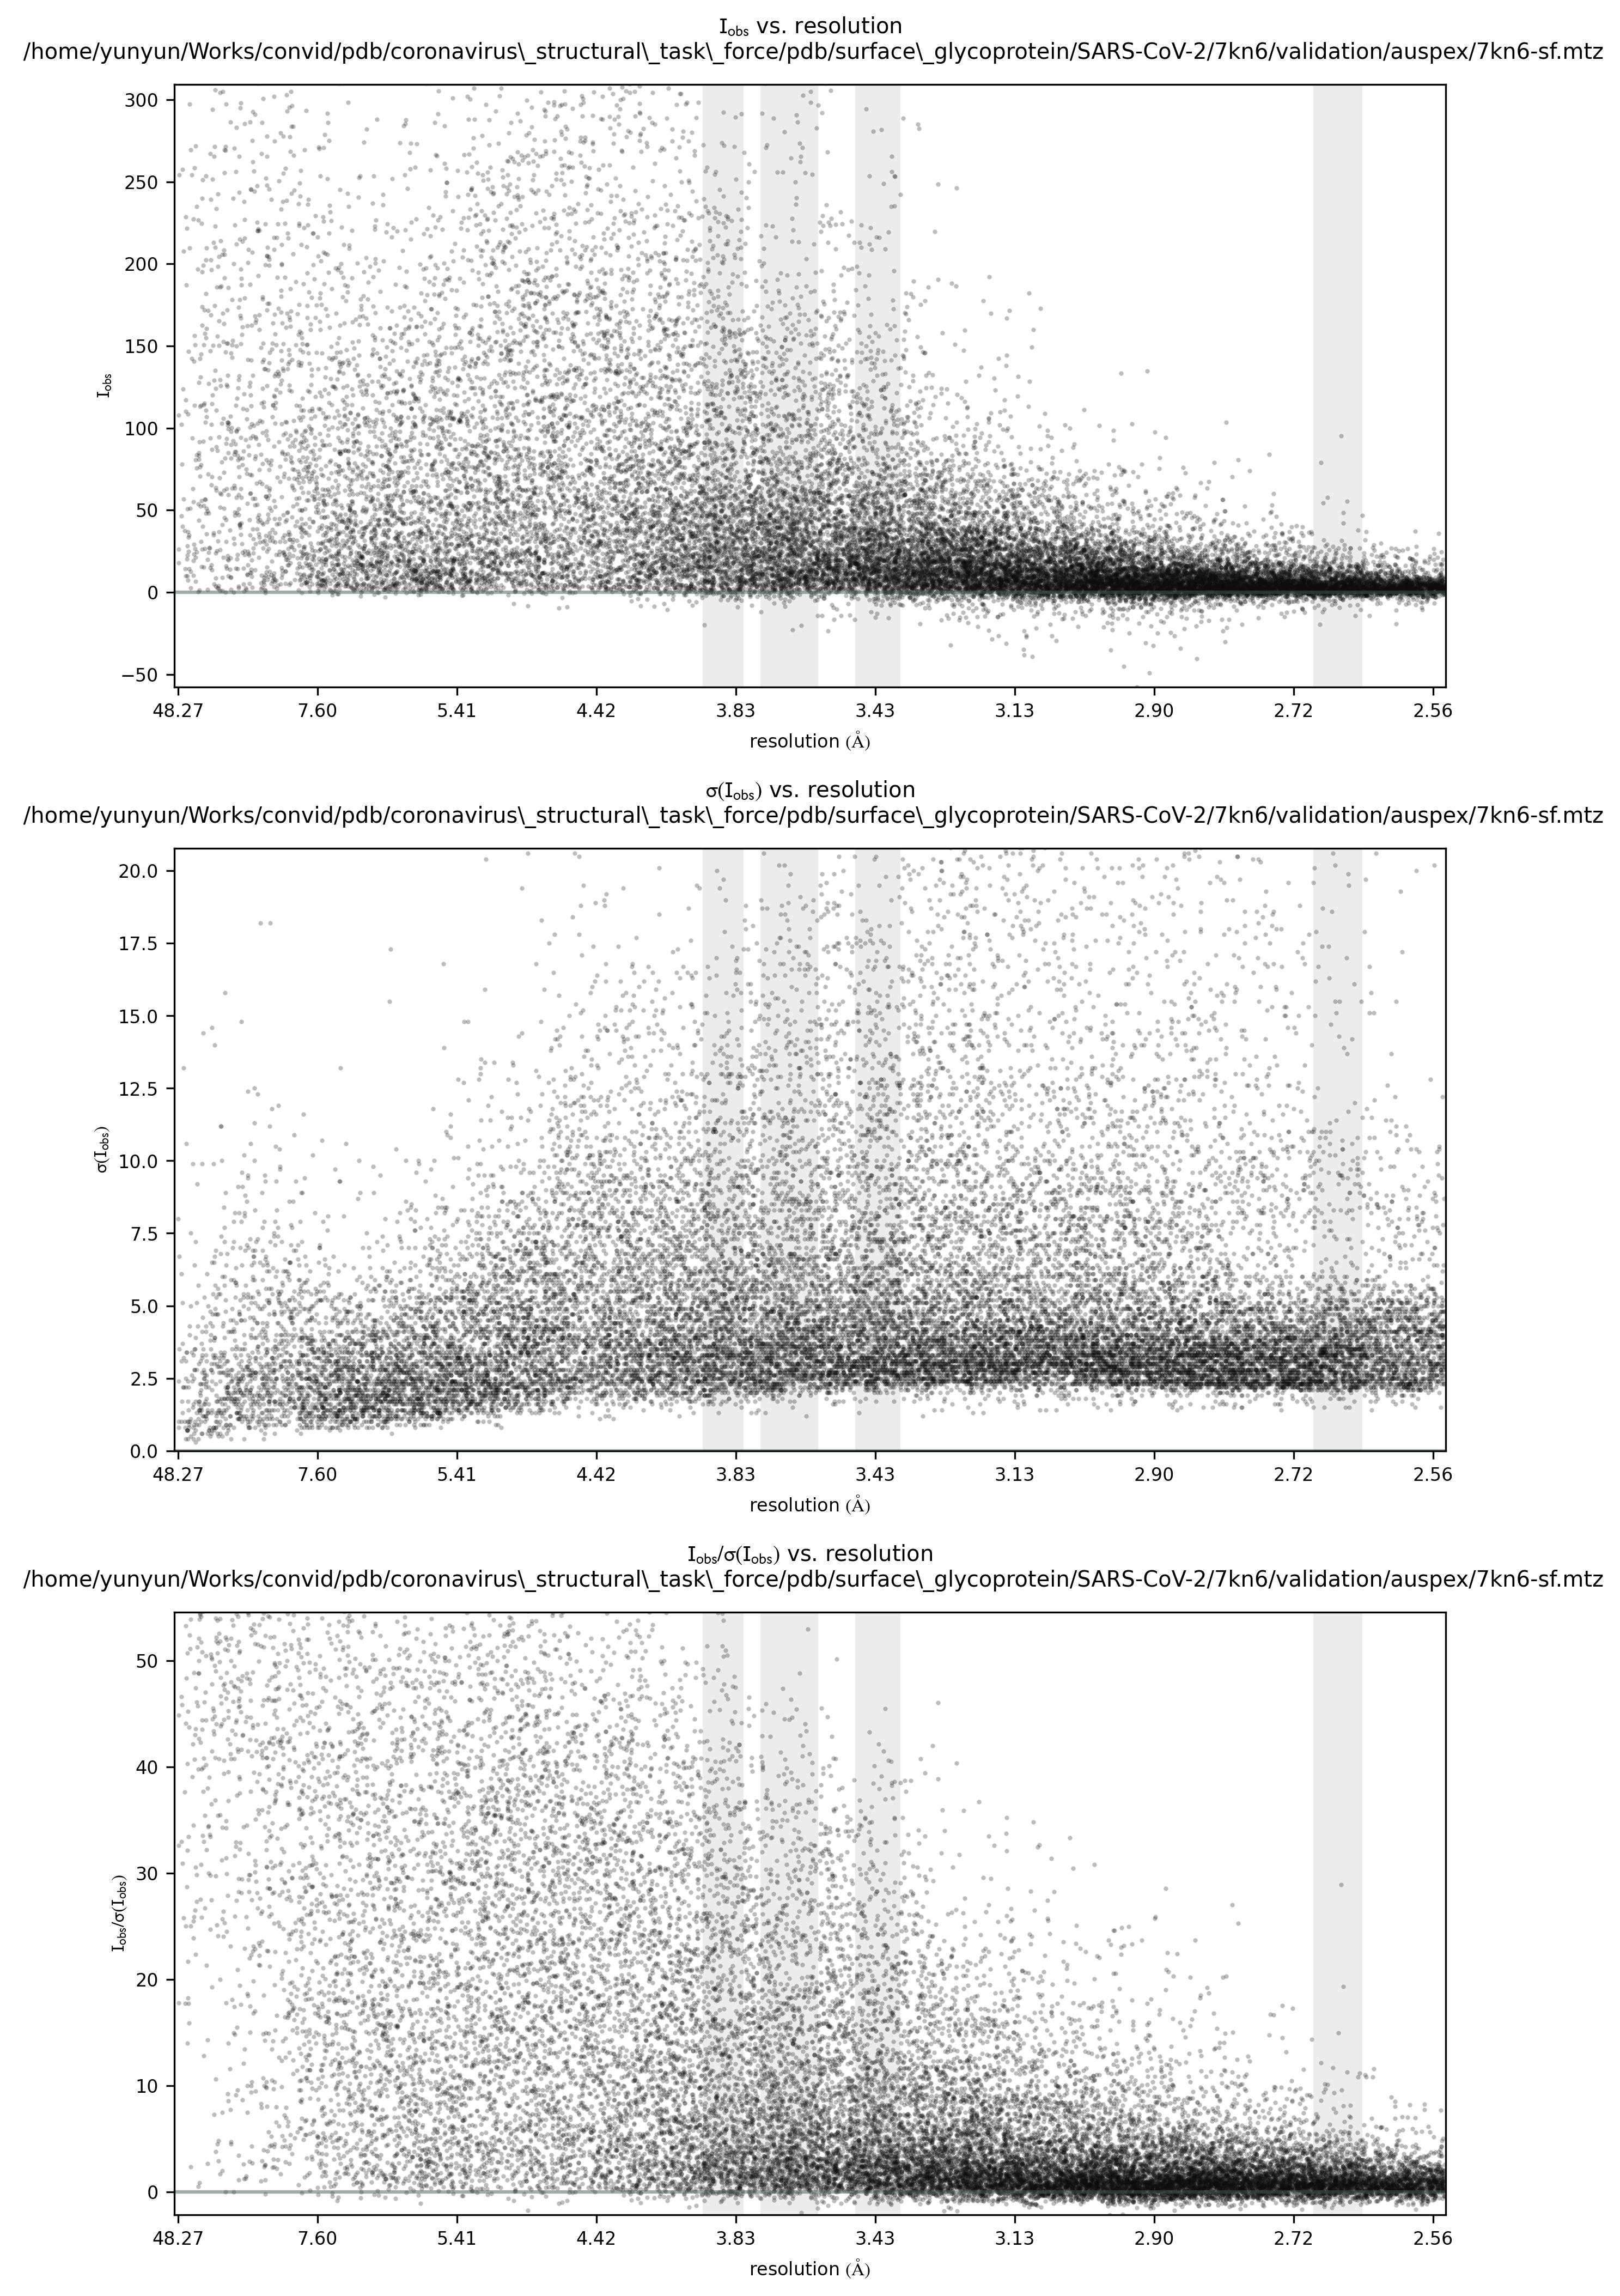 Iobs vs. resolution
/home/yunyun/Works/convid/pdb/coronavirus\_structural\_task\_force/pdb/surface\_glycoprotein/SARS-CoV-2/7kn6/validation/auspex/7kn6-sf.mtz
300
250
200
150
100
50
0
−50
Iobs
48.27 7.60 5.41 4.42 3.83 3.43 3.13 2.90 2.72 2.56
resolution (Å)
σ(Iobs) vs. resolution
/home/yunyun/Works/convid/pdb/coronavirus\_structural\_task\_force/pdb/surface\_glycoprotein/SARS-CoV-2/7kn6/validation/auspex/7kn6-sf.mtz
20.0
17.5
15.0
12.5
10.0
7.5
5.0
2.5
0.0
σ(Iobs)
48.27 7.60 5.41 4.42 3.83 3.43 3.13 2.90 2.72 2.56
resolution (Å)
Iobs/σ(Iobs) vs. resolution
/home/yunyun/Works/convid/pdb/coronavirus\_structural\_task\_force/pdb/surface\_glycoprotein/SARS-CoV-2/7kn6/validation/auspex/7kn6-sf.mtz
50
40
30
20
10
0
Iobs/σ(Iobs)
48.27 7.60 5.41 4.42 3.83 3.43 3.13 2.90 2.72 2.56
resolution (Å)